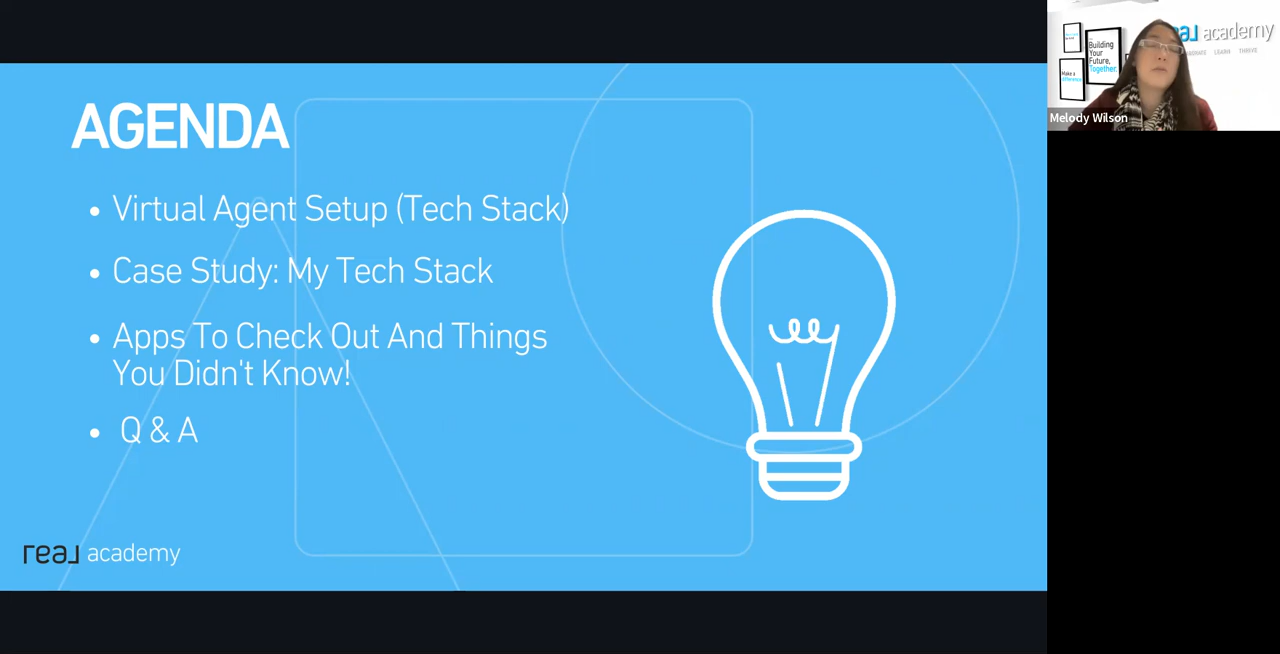 AGENDA
• Virtual Agent Setup (Tech Stack)
• Case Study: My Tech Stack
• Apps To Check Out And Things
You Didn't Know!
• Q & A
real academy
real academy
LEARN THRIVE
Building
Your
Future,
Together.
Make a
difference
Melody Wilson